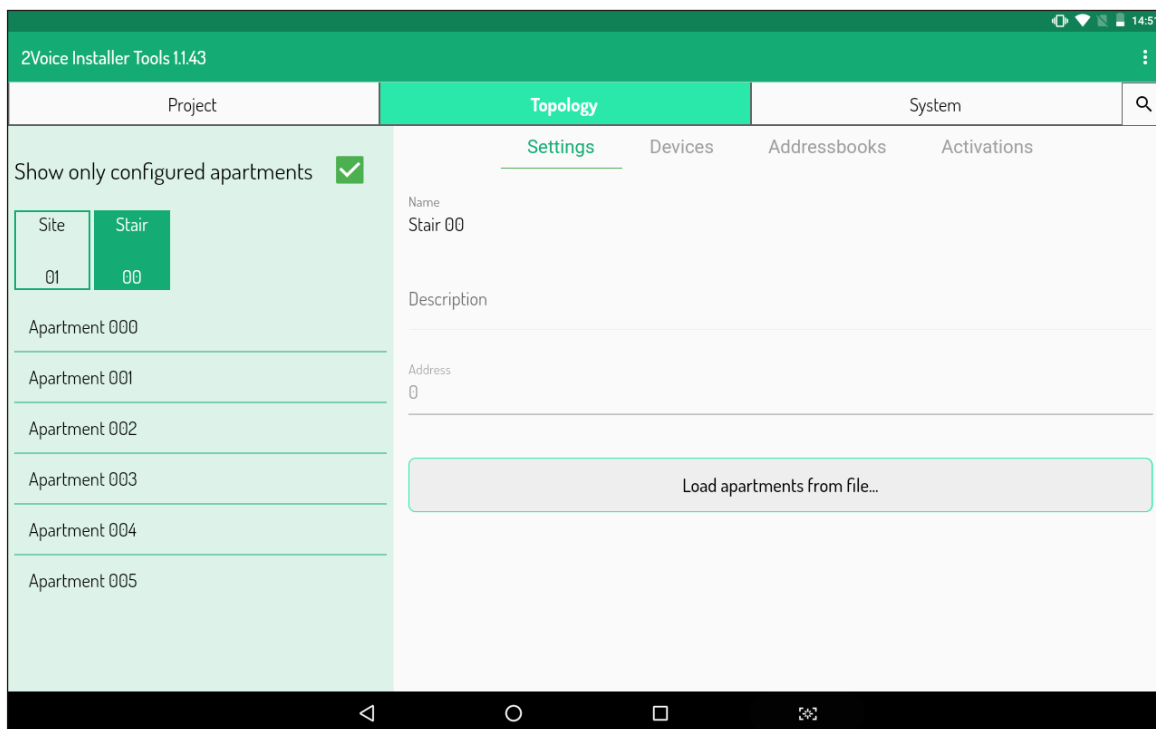 14:51
2Voice Installer Tools 1.1.43
Project
Topology
System
Show only configured apartments
Site
01
Stair
00
Apartment 000
Apartment 001
Apartment 002
Apartment 003
Apartment 004
Apartment 005
Settings
Devices
Addressbooks
Activations
Name
Stair 00
Description
Address
0
Load apartments from file...